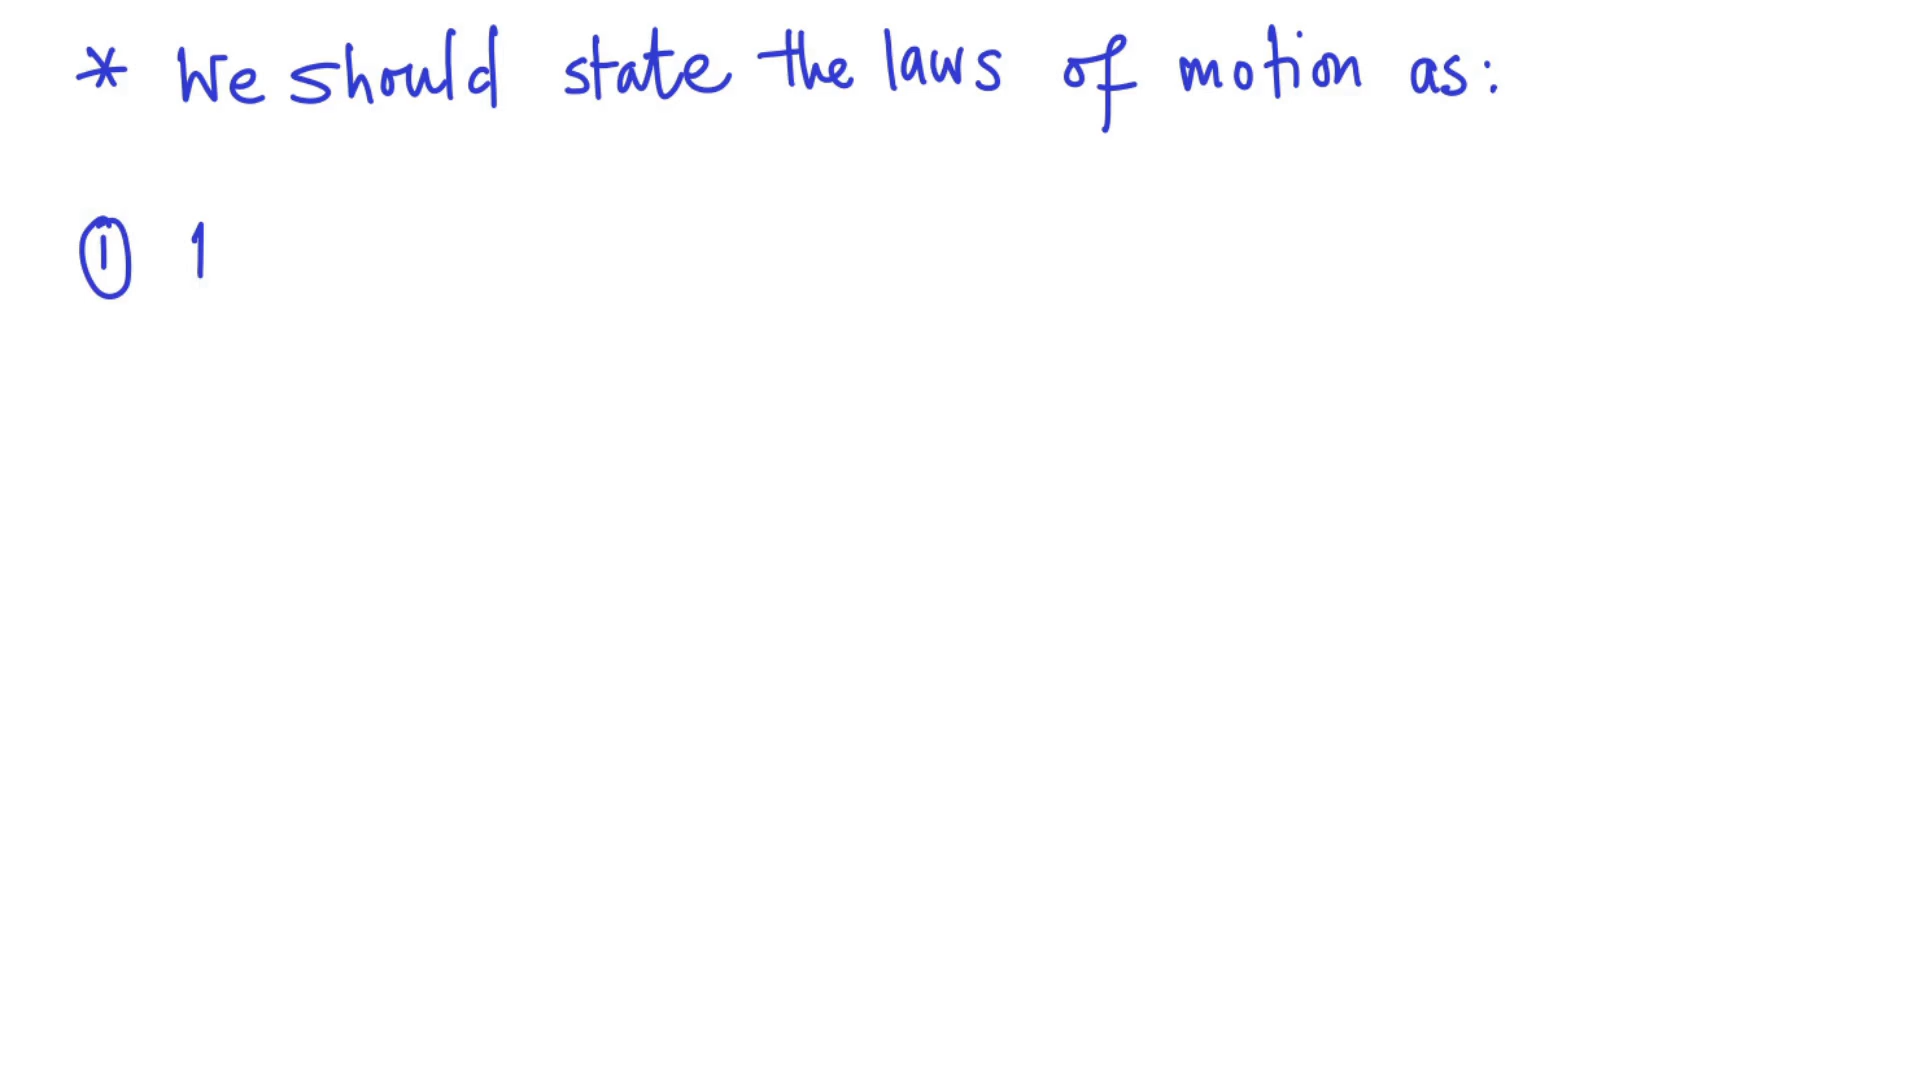 * We should state the laws of motion as:
① 1